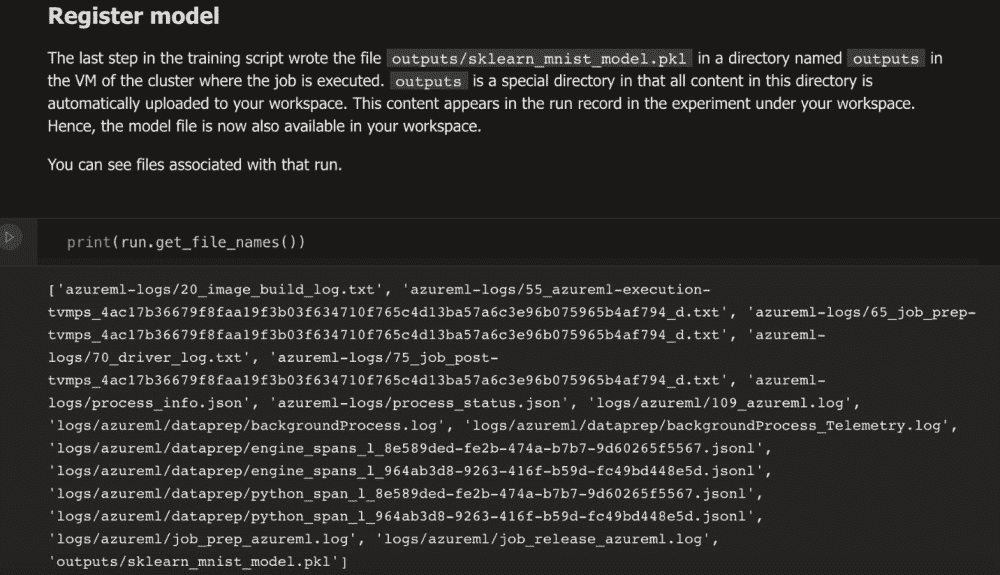 Register model
The last step in the training script wrote the file outputs/sklearn_mnist_model.pkl in a directory named outputs in
the VM of the cluster where the job is executed. outputs is a special directory in that all content in this directory is
automatically uploaded to your workspace. This content appears in the run record in the experiment under your workspace.
Hence, the model file is now also available in your workspace.
You can see files associated with that run.
print(run.get_file_names())
['azureml-logs/20_image_build_log.txt', 'azureml-logs/55_azureml-execution-
tvmps_4ac17b36679f8faa19f3b03f634710f765c4d13ba57a6c3e96b075965b4af794_d.txt', 'azureml-logs/65_job_prep-
tvmps_4ac17b36679f8faa19f3b03f634710f765c4d13ba57a6c3e96b075965b4af794_d.txt', 'azureml-
logs/70_driver_log.txt', 'azureml-logs/75_job_post-
tvmps_4ac17b36679f8faa19f3b03f634710f765c4d13ba57a6c3e96b075965b4af794_d.txt', 'azureml-
logs/process_info.json', 'azureml-logs/process_status.json', 'logs/azureml/109_azureml.log',
'logs/azureml/dataprep/backgroundProcess.log', 'logs/azureml/dataprep/backgroundProcess_Telemetry.log',
'logs/azureml/dataprep/engine_spans_l_8e589ded-fe2b-474a-b7b7-9d60265f5567.jsonl',
'logs/azureml/dataprep/engine_spans_l_964ab3d8-9263-416f-b59d-fc49bd448e5d.jsonl',
'logs/azureml/dataprep/python_span_l_8e589ded-fe2b-474a-b7b7-9d60265f5567.jsonl',
'logs/azureml/dataprep/python_span_l_964ab3d8-9263-416f-b59d-fc49bd448e5d.jsonl',
'logs/azureml/job_prep_azureml.log', 'logs/azureml/job_release_azureml.log',
'outputs/sklearn_mnist_model.pkl']